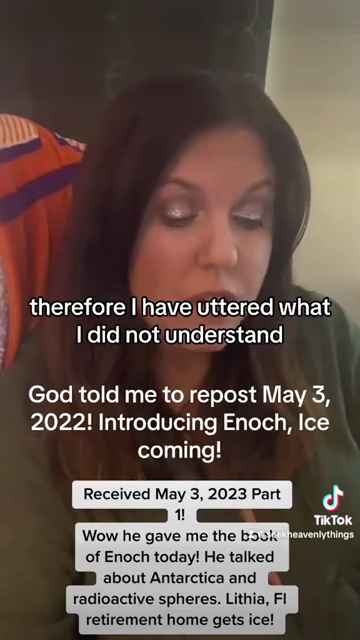 therefore I have uttered what
I did not understand
God told me to repost May 3,
2022! Introducing Enoch, Ice
coming!
Received May 3, 2023 Part
1!
Wow he gave me the book
of Enoch today! He talked
about Antarctica and
radioactive spheres. Lithia, Fl
retirement home gets ice!
TikTok